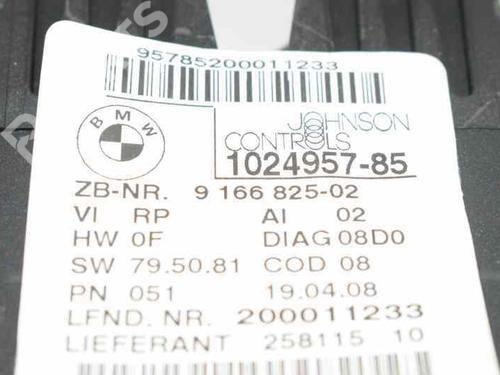 95785200011233
BMW
JOHNSON
CONTROLS
1024957-85
ZB-NR. 9 166 825-02
VI RP AI 02
HW 0F DIAG 08D0
SW 79.50.81 COD 08
PN 051 19.04.08
LFND. NR. 200011233
LIEFERANT 258115 10